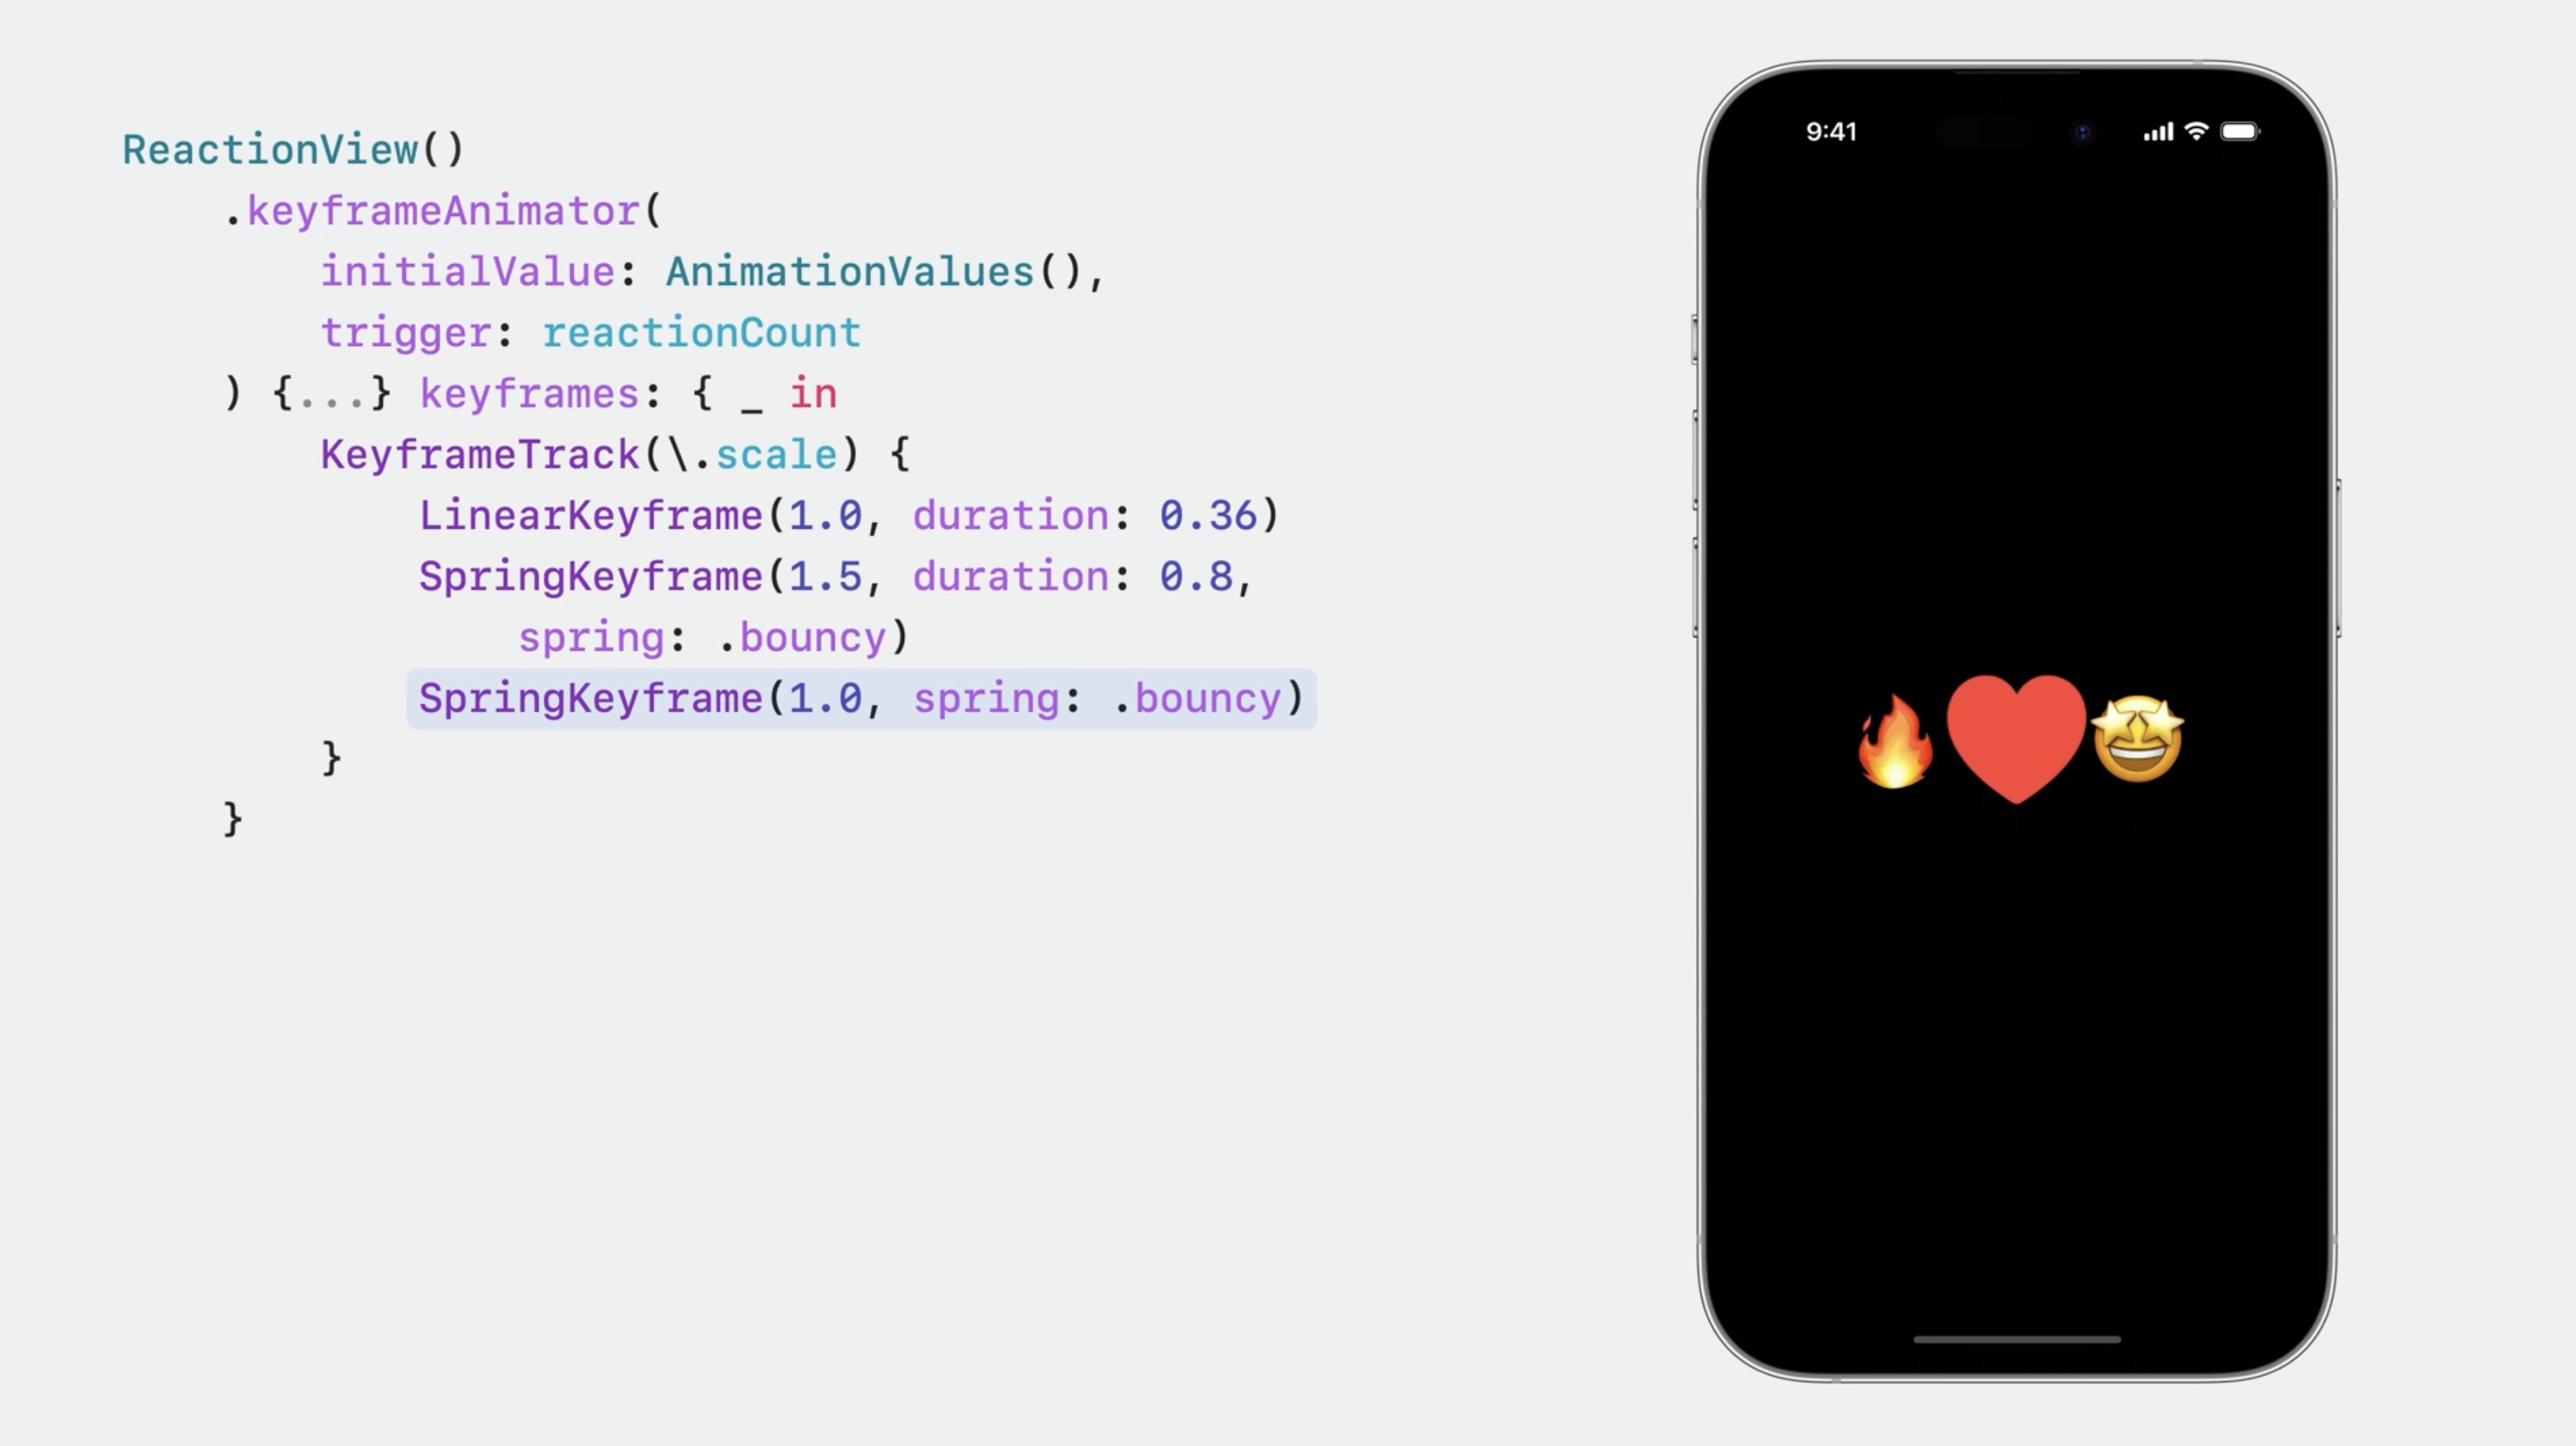 ReactionView()
    .keyframeAnimator(
        initialValue: AnimationValues(),
        trigger: reactionCount
    ) {...} keyframes: { _ in
        KeyframeTrack(\.scale) {
            LinearKeyframe(1.0, duration: 0.36)
            SpringKeyframe(1.5, duration: 0.8,
                spring: .bouncy)
            SpringKeyframe(1.0, spring: .bouncy)
        }
    }
9:41